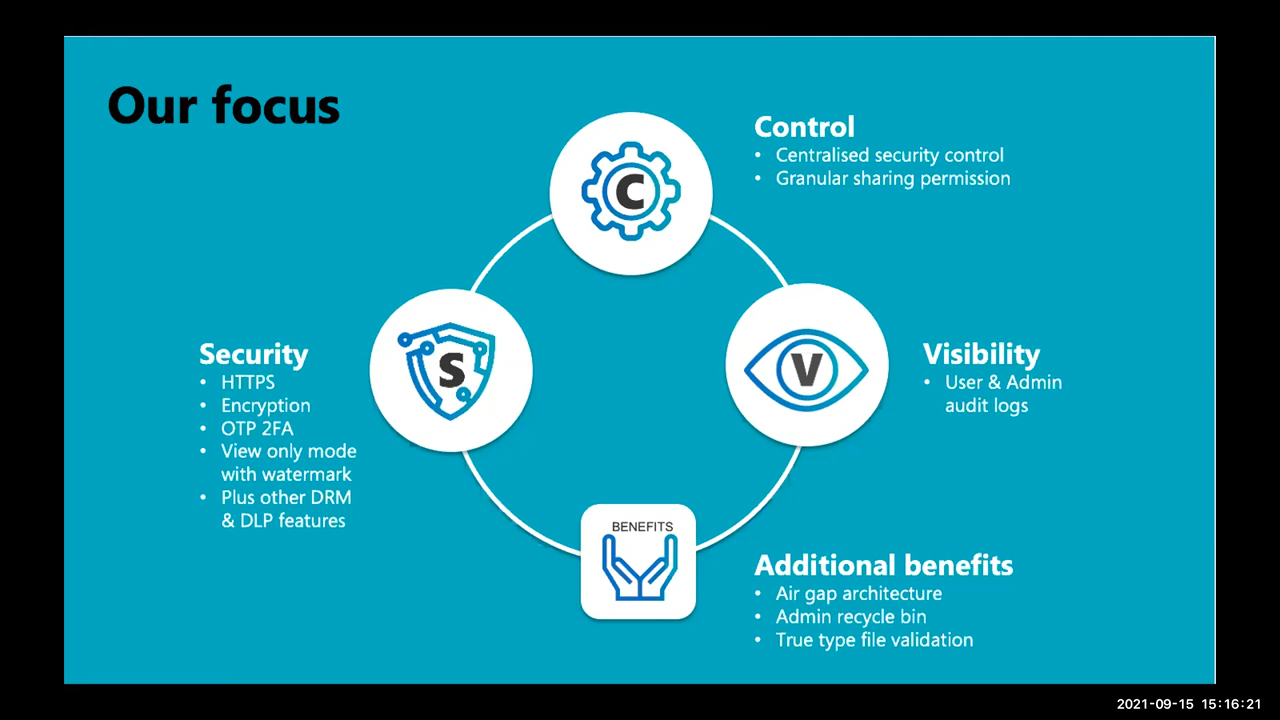 Our focus
C
Control
• Centralised security control
• Granular sharing permission
S
Security
• HTTPS
• Encryption
• OTP 2FA
• View only mode
with watermark
• Plus other DRM
& DLP features
V
Visibility
• User & Admin
audit logs
BENEFITS
Additional benefits
• Air gap architecture
• Admin recycle bin
• True type file validation
2021-09-15 15:16:21